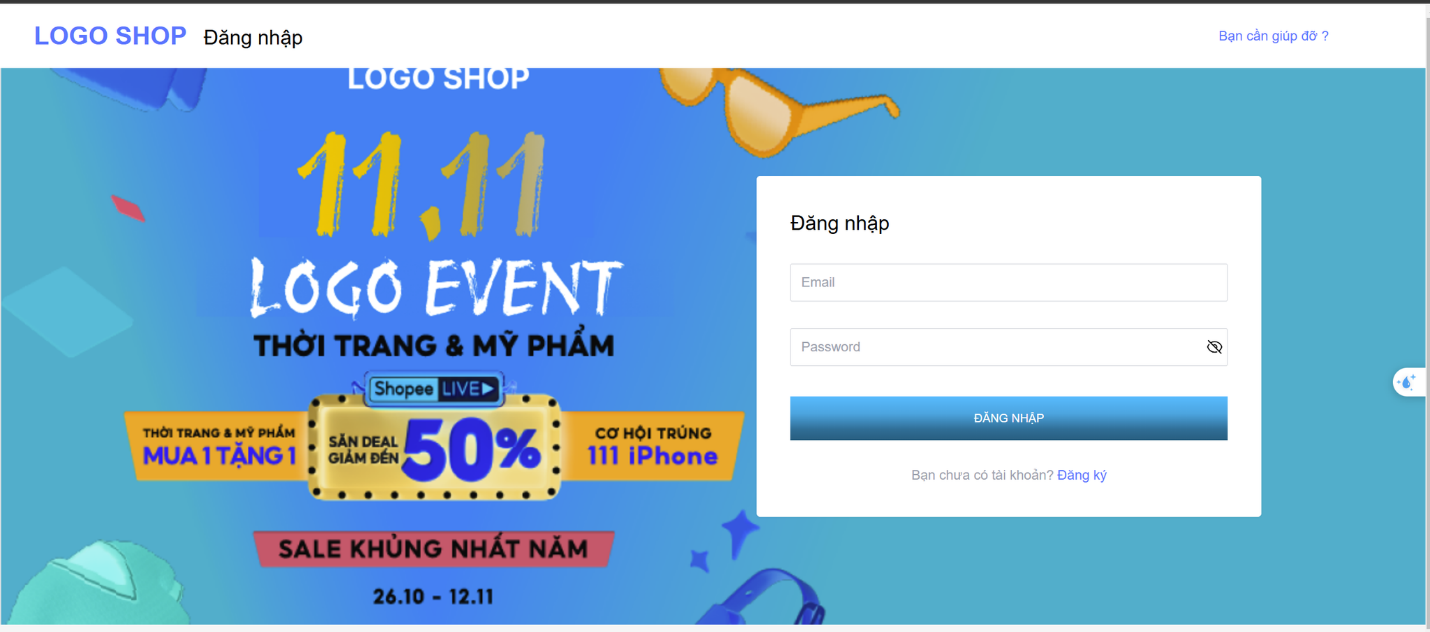 LOGO SHOP Đăng nhập
Bạn cần giúp đỡ ?
LOGO SHOP
11.11
LOGO EVENT
THỜI TRANG & MỸ PHẨM
Shopee LIVE
THỜI TRANG & MỸ PHẨM
MUA 1 TẶNG 1
SĂN DEAL
GIẢM ĐẾN
50%
CƠ HỘI TRÚNG
111 iPhone
SALE KHỦNG NHẤT NĂM
26.10 - 12.11
Đăng nhập
Email
Password
ĐĂNG NHẬP
Bạn chưa có tài khoản? Đăng ký